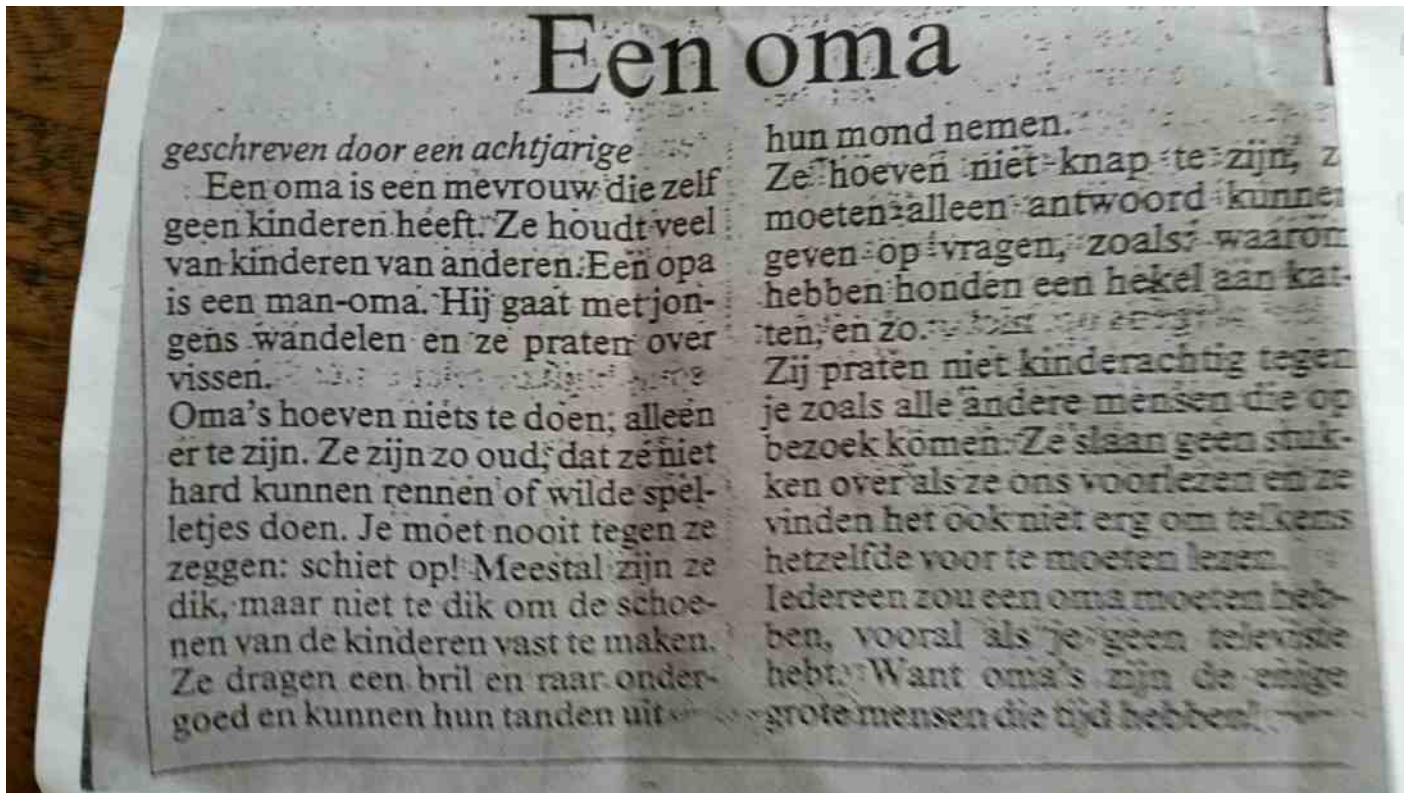 Een oma
geschreven door een achtjarige
Een oma is een mevrouw die zelf
geen kinderen heeft. Ze houdt veel
van kinderen van anderen. Een opa
is een man-oma. Hij gaat met jon-
gens wandelen en ze praten over
vissen.
Oma's hoeven niets te doen; alleen
er te zijn. Ze zijn zo oud, dat ze niet
hard kunnen rennen of wilde spel-
letjes doen. Je moet nooit tegen ze
zeggen: schiet op! Meestal zijn ze
dik, maar niet te dik om de schoe-
nen van de kinderen vast te maken.
Ze dragen een bril en raar onder-
goed en kunnen hun tanden uit
hun mond nemen.
Ze hoeven niet knap te zijn, z
moeten alleen antwoord kunnen
geven op vragen, zoals: waarom
hebben honden een hekel aan kat-
ten, en zo.
Zij praten niet kinderachtig tegen
je zoals alle andere mensen die op
bezoek komen. Ze slaan geen stuk-
ken over als ze ons voorlezen en ze
vinden het ook niet erg om telkens
hetzelfde voor te moeten lezen.
Iedereen zou een oma moeten heb-
ben, vooral als je geen televisie
hebt. Want oma's zijn de enige
grote mensen die tijd hebben!